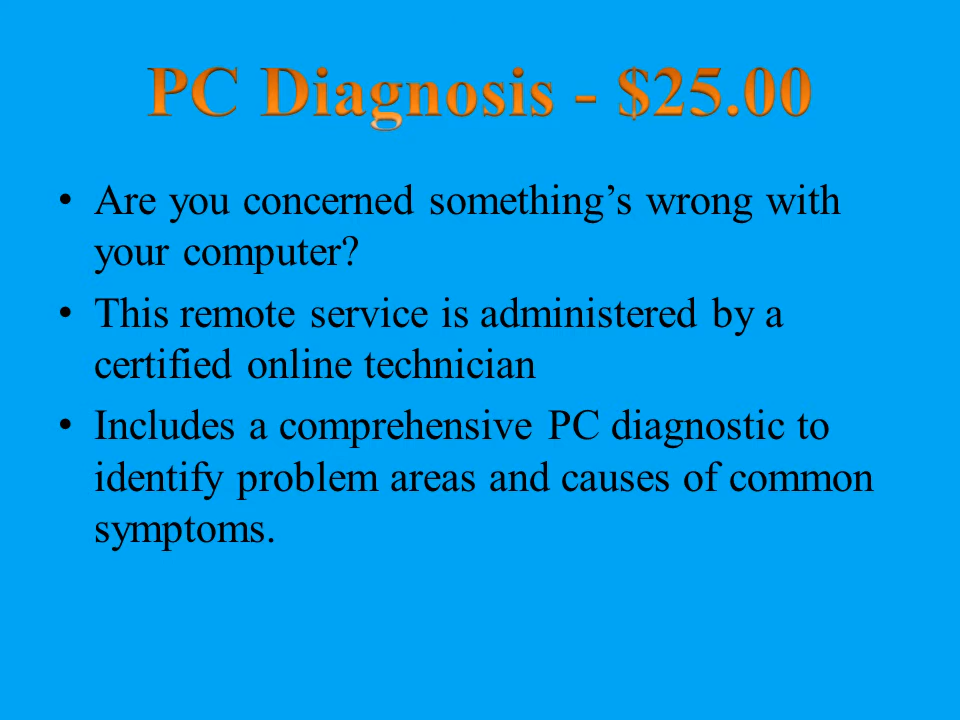 PC Diagnosis - $25.00
• Are you concerned something’s wrong with
your computer?
• This remote service is administered by a
certified online technician
• Includes a comprehensive PC diagnostic to
identify problem areas and causes of common
symptoms.